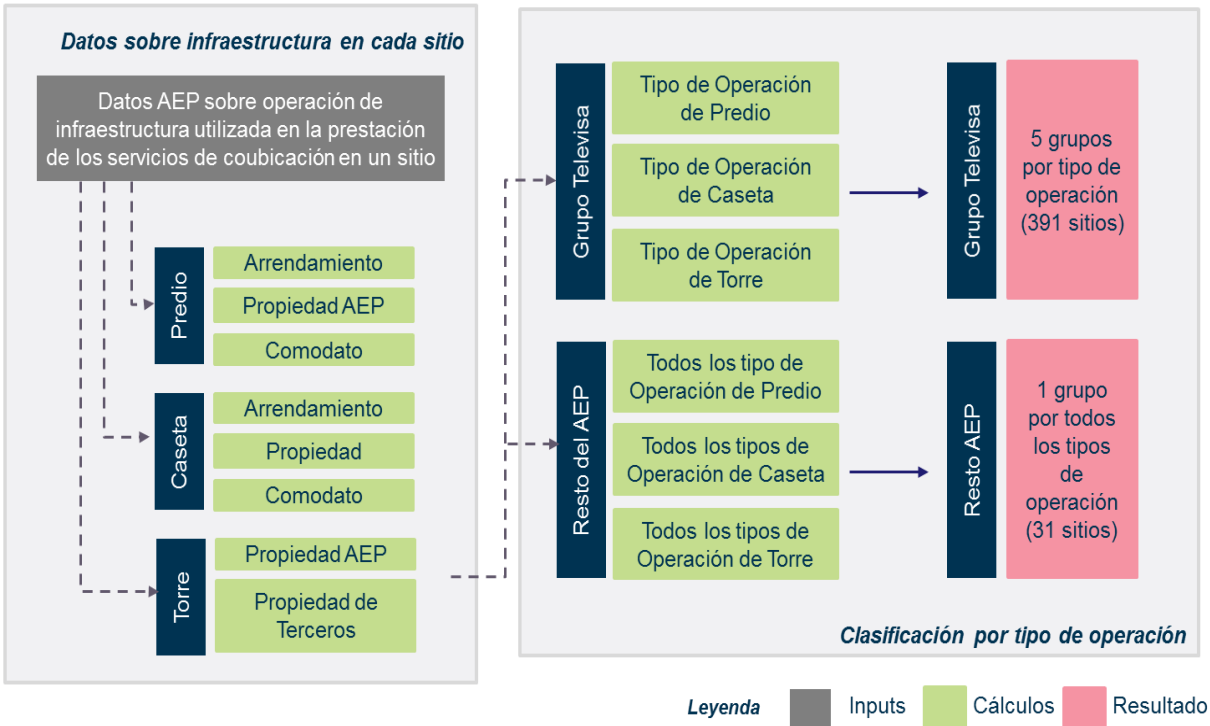 Datos sobre infraestructura en cada sitio
Datos AEP sobre operación de
infraestructura utilizada en la prestación
de los servicios de coubicación en un sitio
Predio
Arrendamiento
Propiedad AEP
Comodato
Caseta
Arrendamiento
Propiedad
Comodato
Torre
Propiedad AEP
Propiedad de
Terceros
Grupo Televisa
Tipo de Operación
de Predio
Tipo de Operación
de Caseta
Tipo de Operación
de Torre
Grupo Televisa
5 grupos
por tipo de
operación
(391 sitios)
Resto del AEP
Todos los tipo de
Operación de Predio
Todos los tipos de
Operación de Caseta
Todos los tipos de
Operación de Torre
Resto AEP
1 grupo
por todos
los tipos
de
operación
(31 sitios)
Clasificación por tipo de operación
Leyenda
Inputs
Cálculos
Resultado